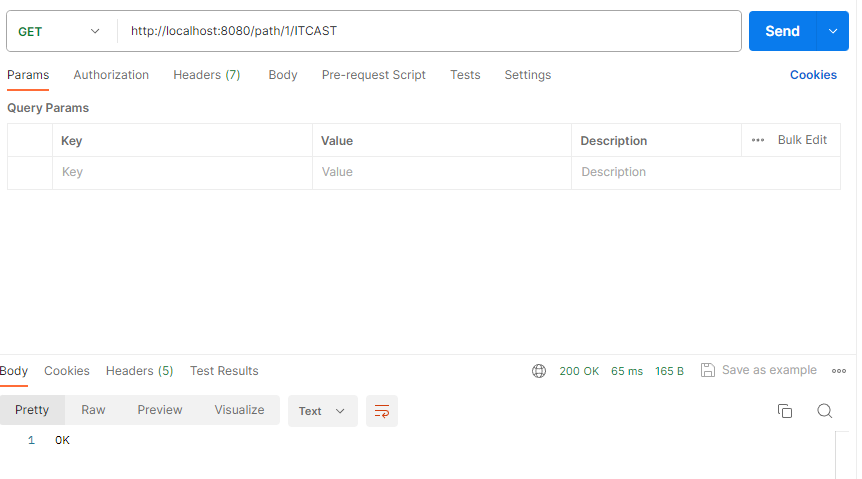 GET http://localhost:8080/path/1/ITCAST Send
Params Authorization Headers (7) Body Pre-request Script Tests Settings Cookies
Query Params
Key Value Description Bulk Edit
Key Value Description
Body Cookies Headers (5) Test Results 200 OK 65 ms 165 B Save as example
Pretty Raw Preview Visualize Text
1 OK